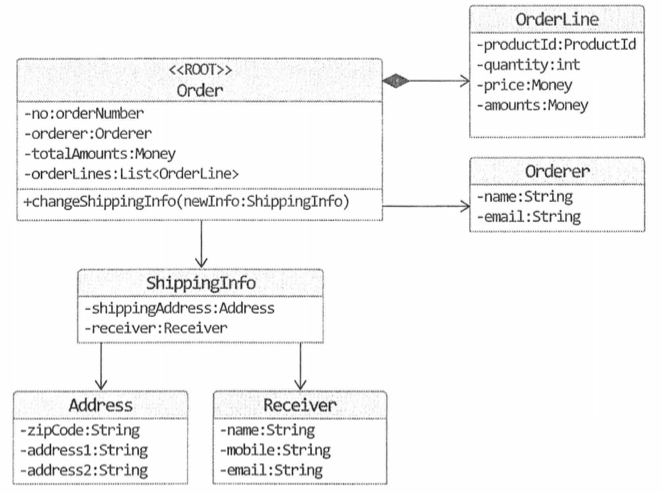 <<ROOT>>
Order
-no:orderNumber
-orderer:Orderer
-totalAmounts:Money
-orderLines:List<OrderLine>
+changeShippingInfo(newInfo:ShippingInfo)
OrderLine
-productId:ProductId
-quantity:int
-price:Money
-amounts:Money
Orderer
-name:String
-email:String
ShippingInfo
-shippingAddress:Address
-receiver:Receiver
Address
-zipCode:String
-address1:String
-address2:String
Receiver
-name:String
-mobile:String
-email:String